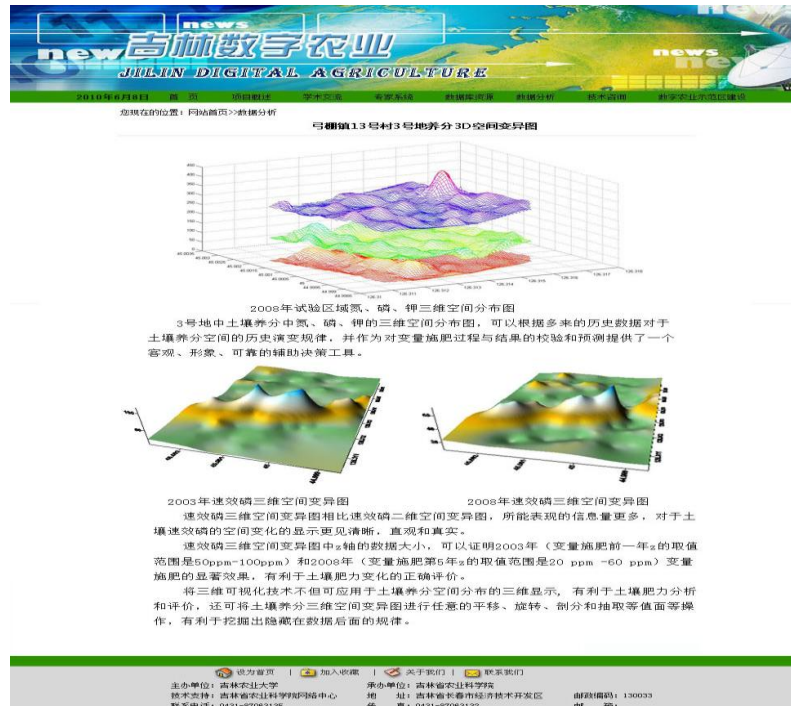 news
new
吉林数字农业
JILIN DIGITAL AGRICULTURE
news
ne
2010年6月8日 首 页 项目概述 学术交流 专家系统 数据库资源 数据分析 技术咨询 数字农业示范区建设
您现在的位置：网站首页>>数据分析
弓棚镇13号村3号地养分3D空间变异图
2008年试验区域氮、磷、钾三维空间分布图
3号地中土壤养分中氮、磷、钾的三维空间分布图，可以根据多来的历史数据对于
土壤养分空间的历史演变规律，并作为对变量施肥过程与结果的校验和预测提供了一个
客观、形象、可靠的辅助决策工具。
2003年速效磷三维空间变异图 2008年速效磷三维空间变异图
速效磷三维空间变异图相比速效磷二维空间变异图，所能表现的信息量更多，对于土
壤速效磷的空间变化的显示更见清晰，直观和真实。
速效磷三维空间变异图中z轴的数据大小，可以证明2003年（变量施肥前一年z的取值
范围是50ppm-100ppm）和2008年（变量施肥第5年z的取值范围是20 ppm -60 ppm）变量
施肥的显著效果，有利于土壤肥力变化的正确评价。
将三维可视化技术不但可应用于土壤养分空间分布的三维显示，有利于土壤肥力分析
和评价，还可将土壤养分三维空间变异图进行任意的平移、旋转、剖分和抽取等值面等操
作，有利于挖掘出隐藏在数据后面的规律。
设为首页 | 加入收藏 | 关于我们 | 联系我们
主办单位：吉林农业大学 承办单位：吉林省农业科学院
技术支持：吉林省农业科学院网络中心 地 址：吉林省长春市经济技术开发区 邮政编码：130033